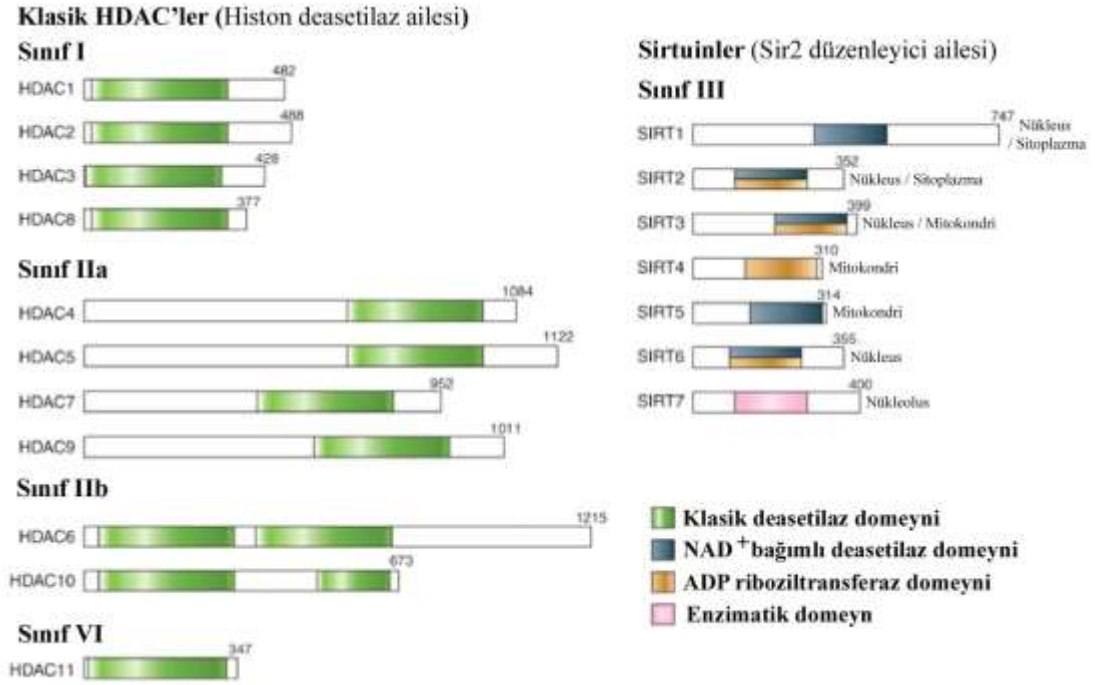 Klasik HDAC’ler (Histon deasetilaz ailesi)
Sınıf I
HDAC1 482
HDAC2 488
HDAC3 428
HDAC8 377
Sınıf IIa
HDAC4 1084
HDAC5 1122
HDAC7 952
HDAC9 1011
Sınıf IIb
HDAC6 1215
HDAC10 673
Sınıf VI
HDAC11 347
Sirtuinler (Sir2 düzenleyici ailesi)
Sınıf III
SIRT1 747 Nükleus
/ Sitoplazma
SIRT2 352 Nükleus / Sitoplazma
SIRT3 399 Nükleus / Mitokondri
SIRT4 310 Mitokondri
SIRT5 314 Mitokondri
SIRT6 355 Nükleus
SIRT7 400 Nükleolus
Klasik deasetilaz domeyni
NAD+bağımlı deasetilaz domeyni
ADP riboziltransferaz domeyni
Enzimatik domeyn